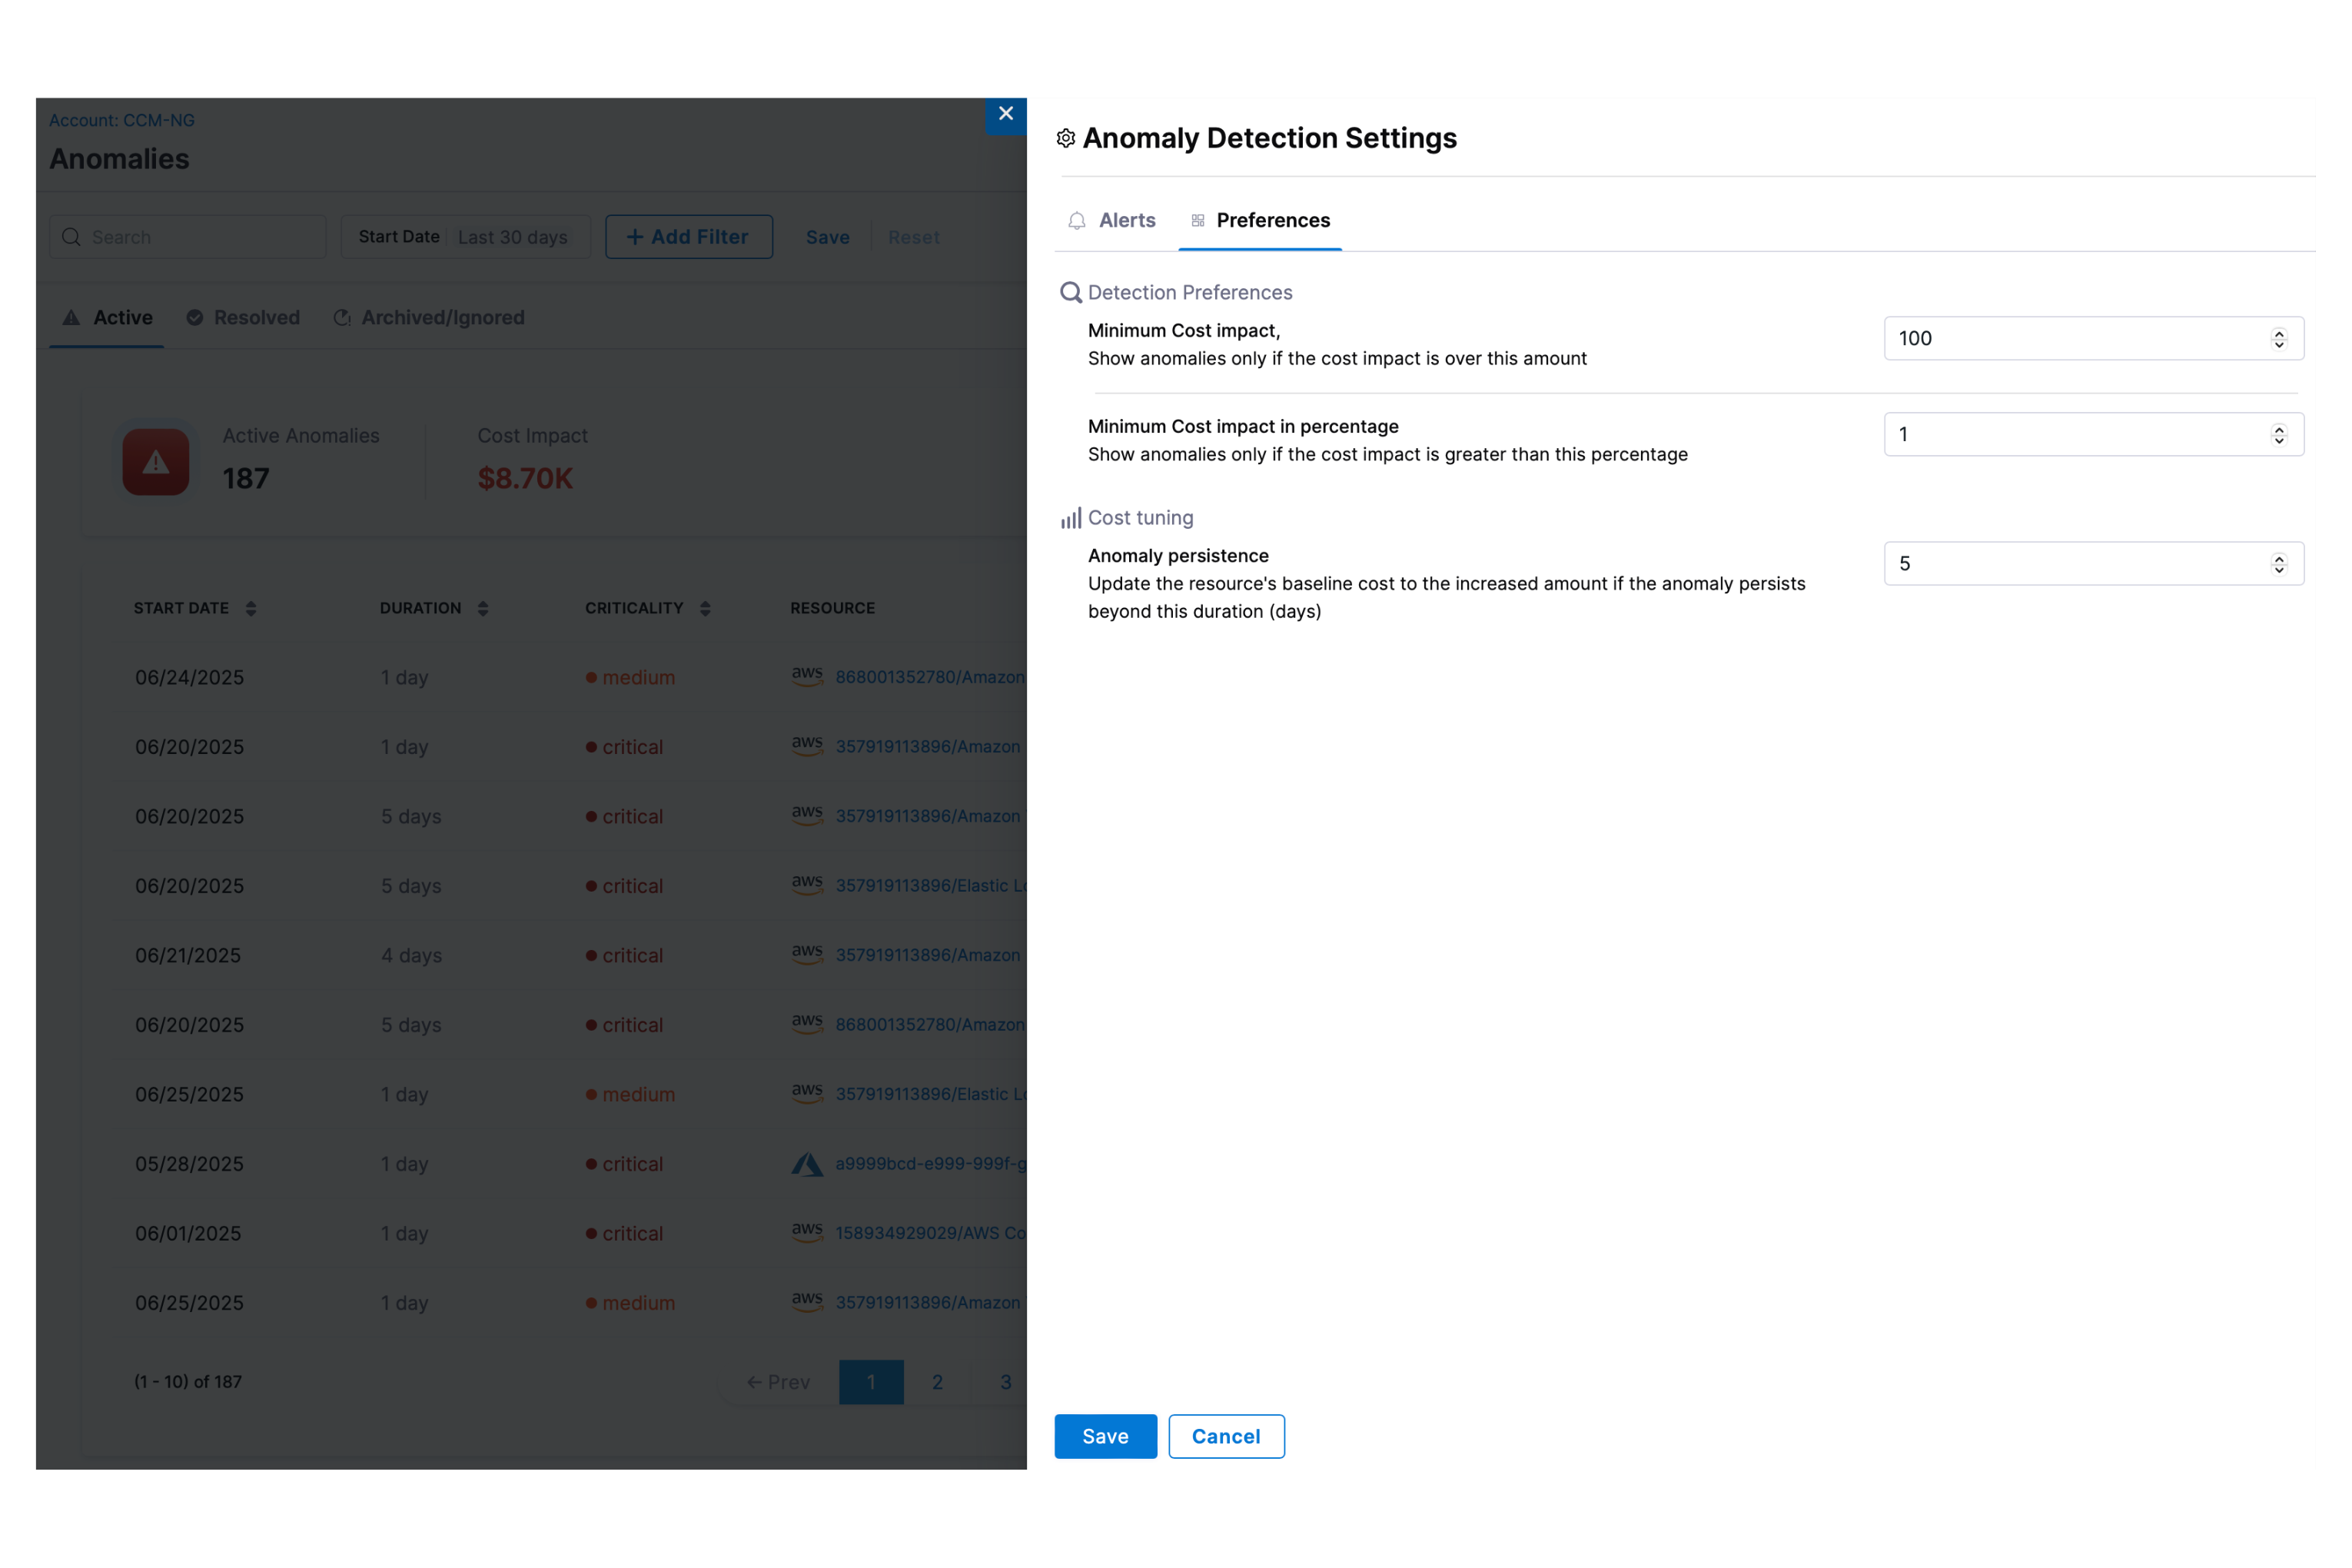 Account: CCM-NG
Anomalies
Search
Start Date Last 30 days
+ Add Filter
Save
Reset
Active
Resolved
Archived/Ignored
Active Anomalies
187
Cost Impact
$8.70K
START DATE DURATION CRITICALITY RESOURCE
06/24/2025 1 day medium aws 868001352780/Amazon
06/20/2025 1 day critical aws 357919113896/Amazon
06/20/2025 5 days critical aws 357919113896/Amazon
06/20/2025 5 days critical aws 357919113896/Elastic Lo
06/21/2025 4 days critical aws 357919113896/Amazon
06/20/2025 5 days critical aws 868001352780/Amazon
06/25/2025 1 day medium aws 357919113896/Elastic Lo
05/28/2025 1 day critical a9999bcd-e999-999f-g
06/01/2025 1 day critical aws 158934929029/AWS Co
06/25/2025 1 day medium aws 357919113896/Amazon
(1 - 10) of 187
← Prev 1 2 3
Anomaly Detection Settings
Alerts
Preferences
Detection Preferences
Minimum Cost impact,
Show anomalies only if the cost impact is over this amount
100
Minimum Cost impact in percentage
Show anomalies only if the cost impact is greater than this percentage
1
Cost tuning
Anomaly persistence
Update the resource's baseline cost to the increased amount if the anomaly persists
beyond this duration (days)
5
Save
Cancel